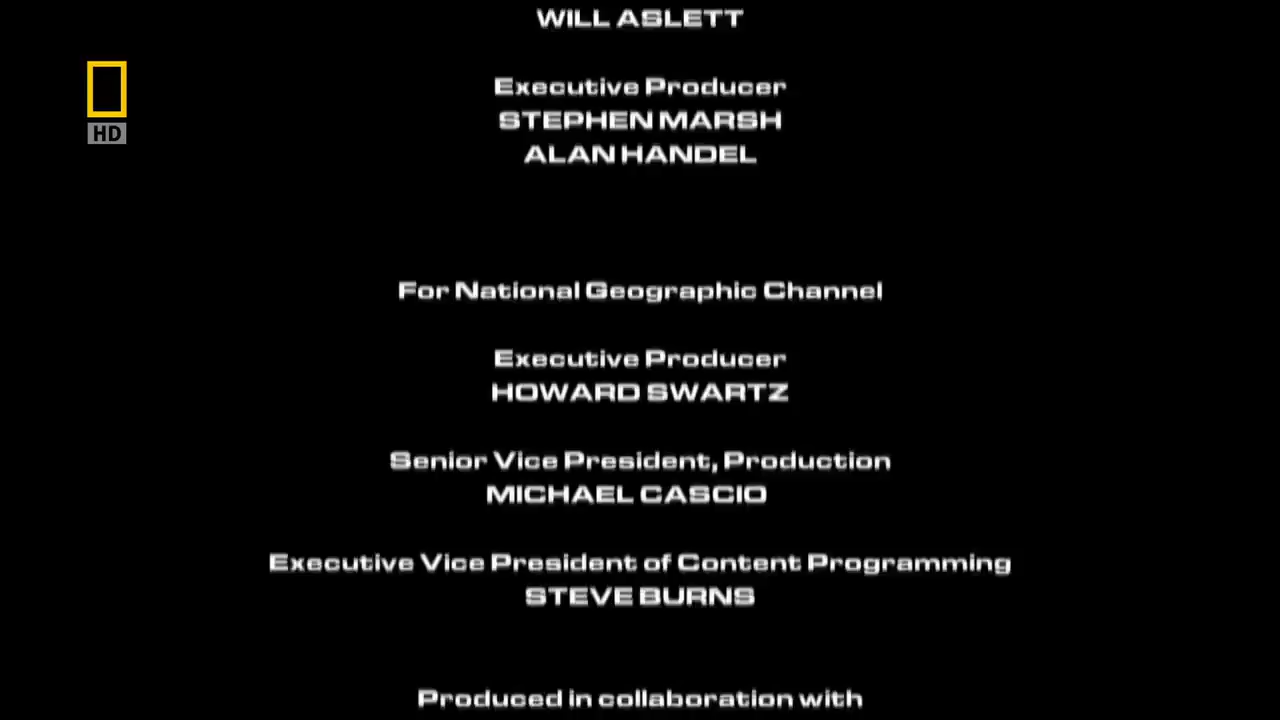 WILL ASLETT
Executive Producer
STEPHEN MARSH
ALAN HANDEL
For National Geographic Channel
Executive Producer
HOWARD SWARTZ
Senior Vice President, Production
MICHAEL CASCIO
Executive Vice President of Content Programming
STEVE BURNS
Produced in collaboration with
HD